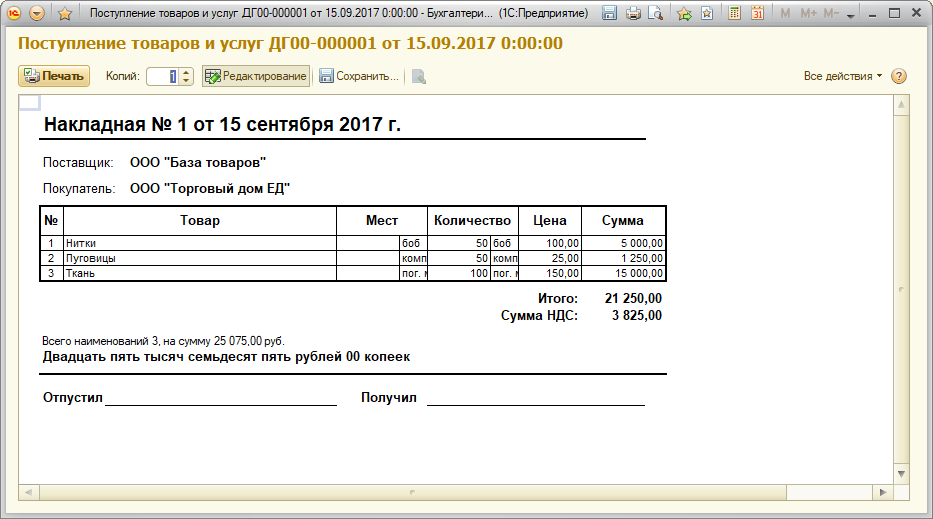 Поступление товаров и услуг ДГ00-000001 от 15.09.2017 0:00:00 - Бухгалтери... (1С:Предприятие) M M+ M-
Поступление товаров и услуг ДГ00-000001 от 15.09.2017 0:00:00
Печать Копий: 1 Редактирование Сохранить... Все действия ?
Накладная № 1 от 15 сентября 2017 г.
Поставщик: ООО "База товаров"
Покупатель: ООО "Торговый дом ЕД"
№ Товар Мест Количество Цена Сумма
1 Нитки боб 50 боб 100,00 5 000,00
2 Пуговицы комп 50 комп 25,00 1 250,00
3 Ткань пог. 100 пог. 150,00 15 000,00
Итого: 21 250,00
Сумма НДС: 3 825,00
Всего наименований 3, на сумму 25 075,00 руб.
Двадцать пять тысяч семьдесят пять рублей 00 копеек
Отпустил Получил